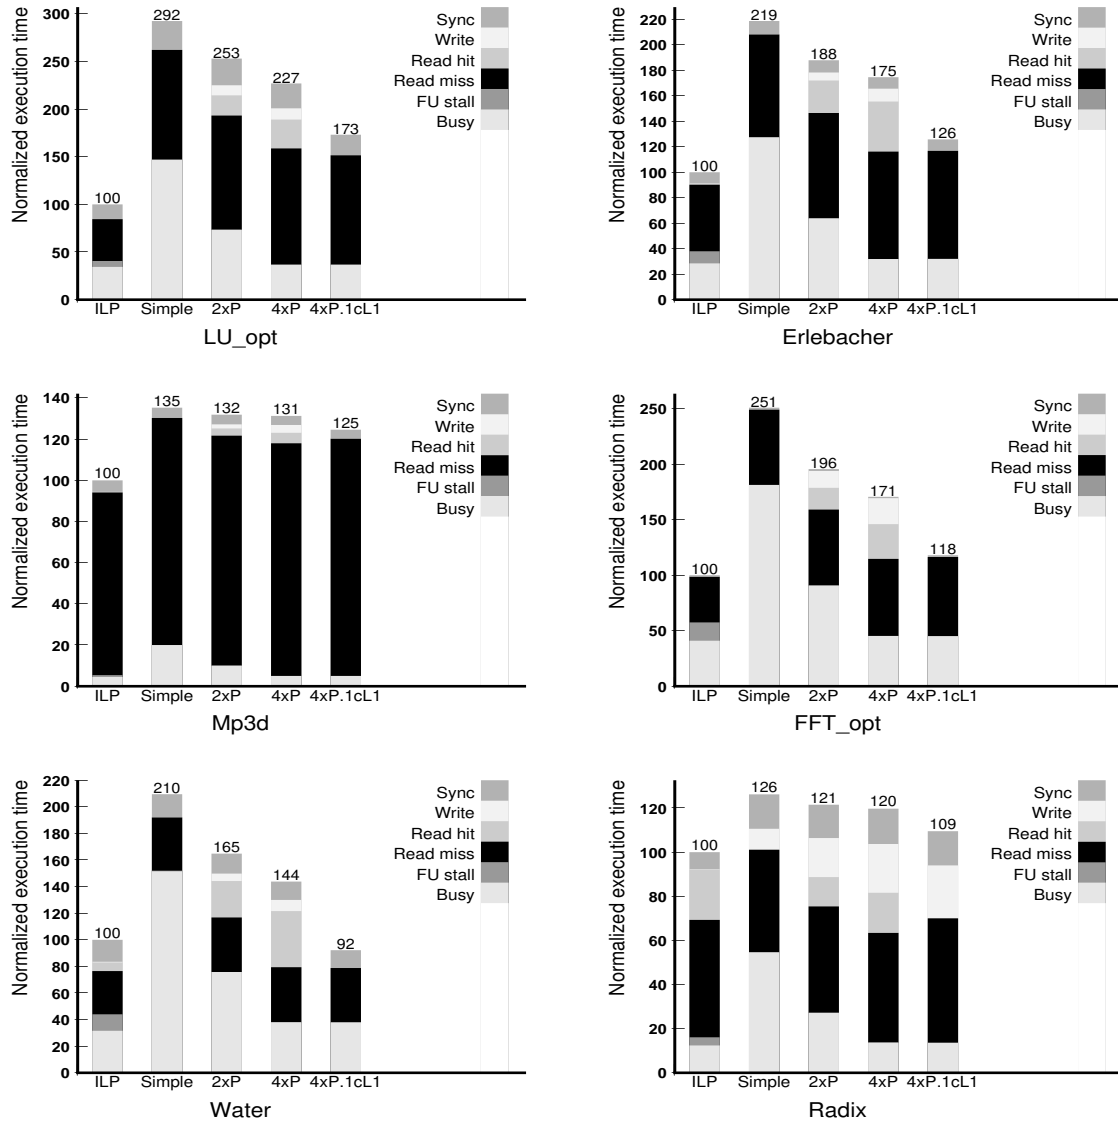 Normalized execution time
300
250
200
150
100
50
0
100
292
253
227
173
Sync
Write
Read hit
Read miss
FU stall
Busy
ILP Simple 2xP 4xP 4xP.1cL1
LU_opt
Normalized execution time
220
200
180
160
140
120
100
80
60
40
20
0
100
219
188
175
126
Sync
Write
Read hit
Read miss
FU stall
Busy
ILP Simple 2xP 4xP 4xP.1cL1
Erlebacher
Normalized execution time
140
120
100
80
60
40
20
0
100
135
132
131
125
Sync
Write
Read hit
Read miss
FU stall
Busy
ILP Simple 2xP 4xP 4xP.1cL1
Mp3d
Normalized execution time
250
200
150
100
50
0
100
251
196
171
118
Sync
Write
Read hit
Read miss
FU stall
Busy
ILP Simple 2xP 4xP 4xP.1cL1
FFT_opt
Normalized execution time
220
200
180
160
140
120
100
80
60
40
20
0
100
210
165
144
92
Sync
Write
Read hit
Read miss
FU stall
Busy
ILP Simple 2xP 4xP 4xP.1cL1
Water
Normalized execution time
120
100
80
60
40
20
0
100
126
121
120
109
Sync
Write
Read hit
Read miss
FU stall
Busy
ILP Simple 2xP 4xP 4xP.1cL1
Radix